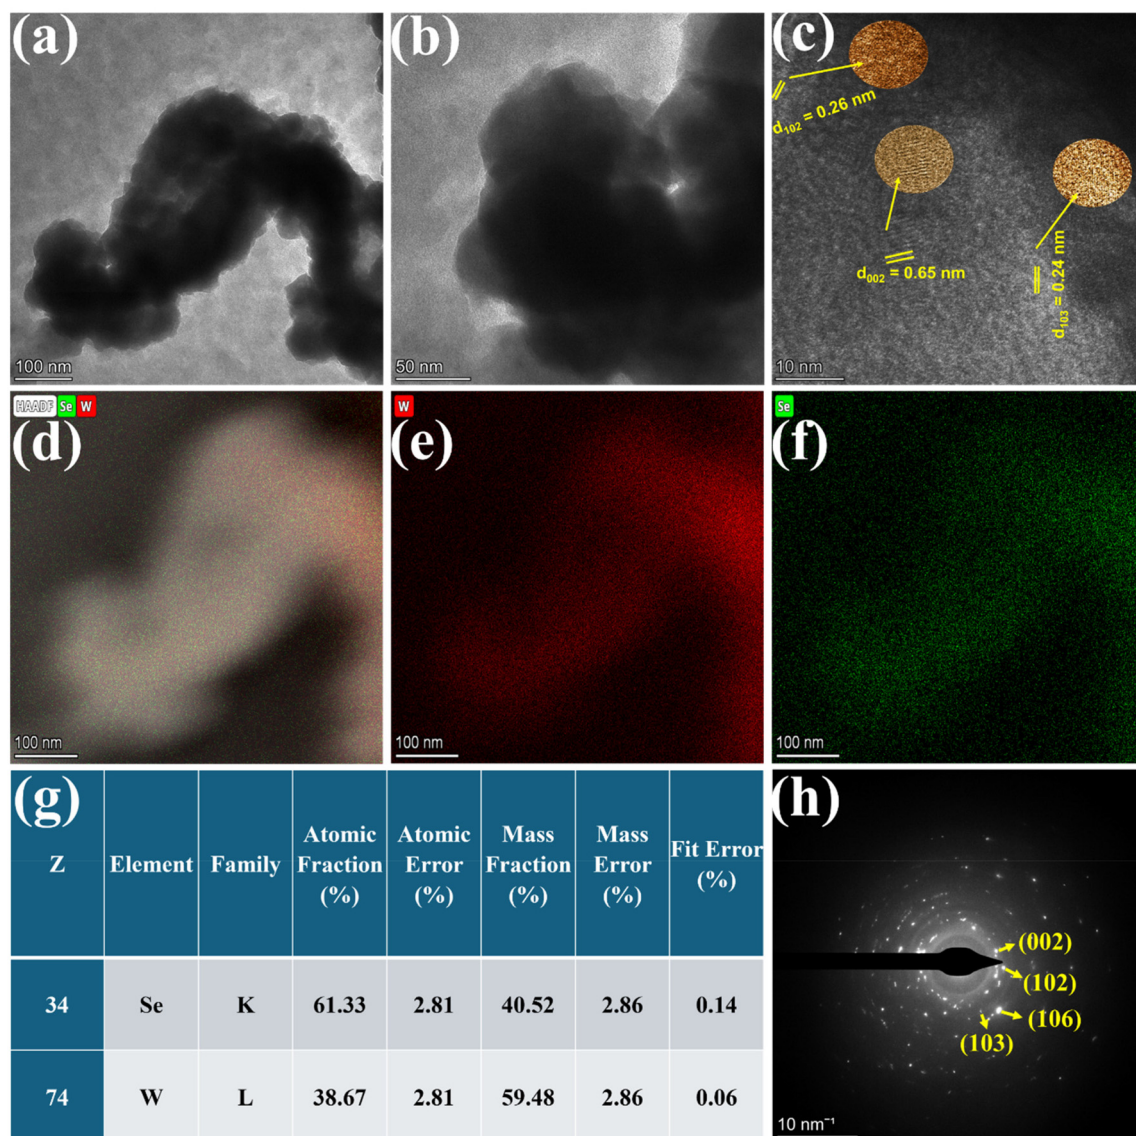 (a)
100 nm
(b)
50 nm
(c)
d102 = 0.26 nm
d002 = 0.65 nm
d103 = 0.24 nm
10 nm
HAADF Se W
(d)
100 nm
W
(e)
100 nm
Se
(f)
100 nm
(g)
Z Element Family Atomic Fraction (%) Atomic Error (%) Mass Fraction (%) Mass Error (%) Fit Error (%)
34 Se K 61.33 2.81 40.52 2.86 0.14
74 W L 38.67 2.81 59.48 2.86 0.06
(h)
(002)
(102)
(106)
(103)
10 nm⁻¹